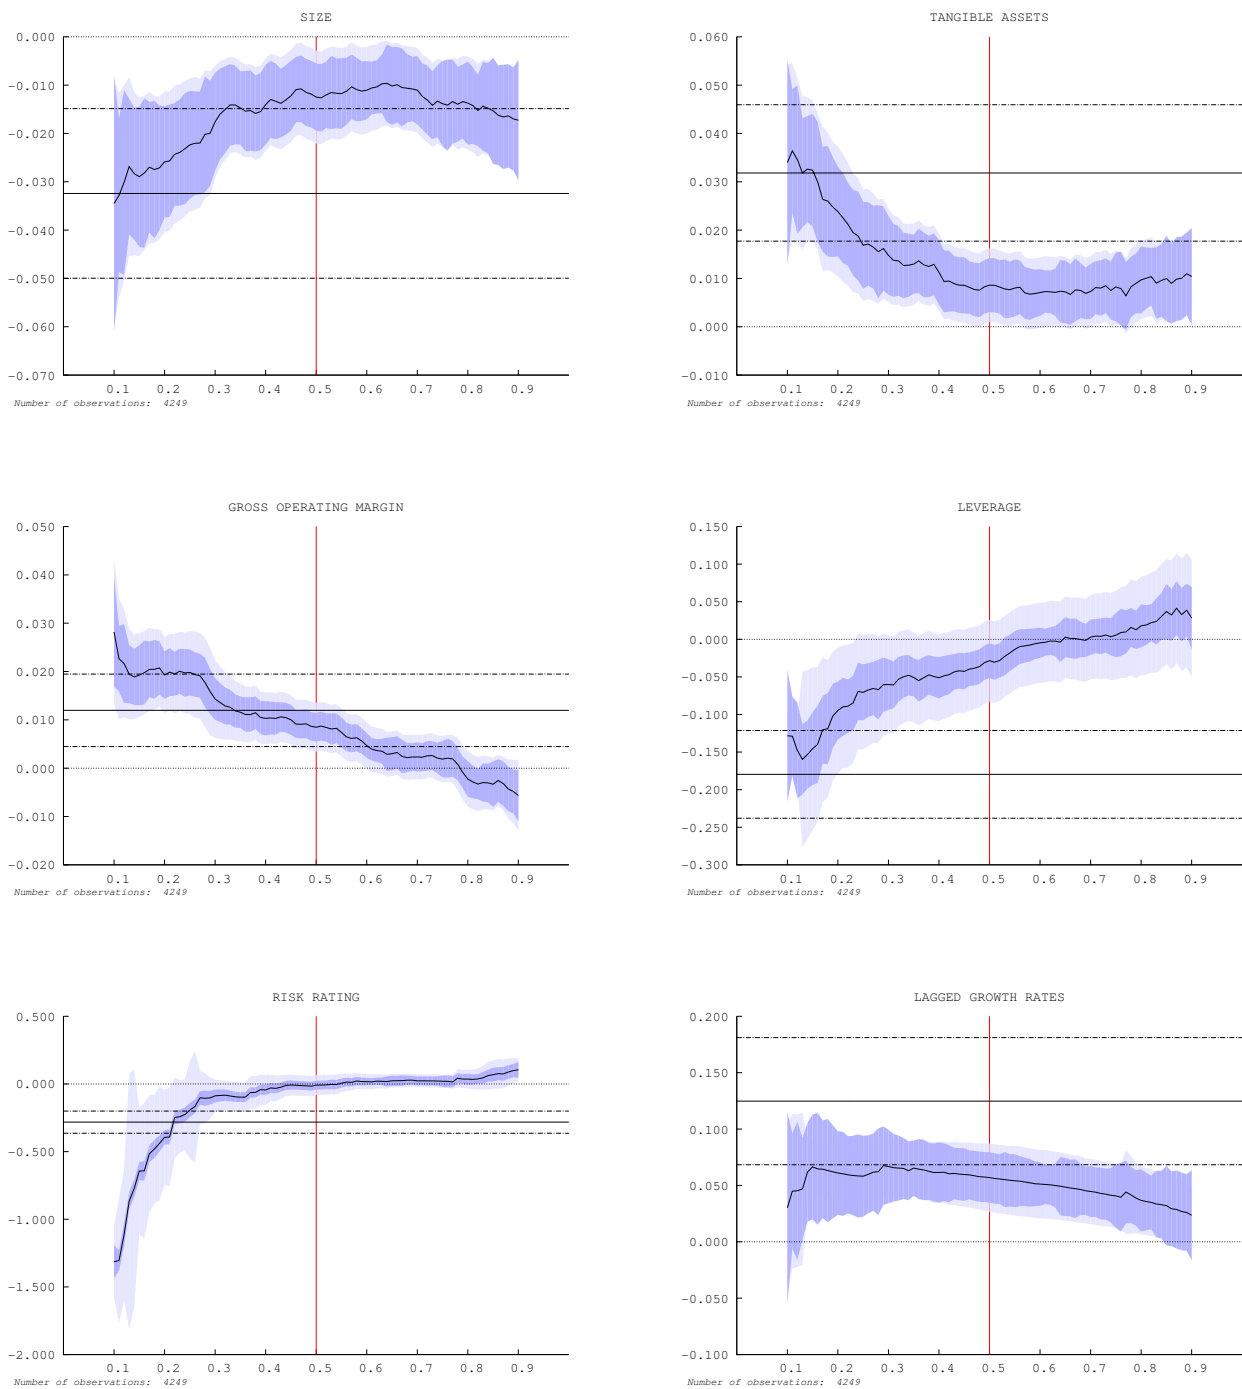 SIZE
0.000
-0.010
-0.020
-0.030
-0.040
-0.050
-0.060
-0.070
0.1 0.2 0.3 0.4 0.5 0.6 0.7 0.8 0.9
Number of observations: 4249
TANGIBLE ASSETS
0.060
0.050
0.040
0.030
0.020
0.010
0.000
-0.010
0.1 0.2 0.3 0.4 0.5 0.6 0.7 0.8 0.9
Number of observations: 4249
GROSS OPERATING MARGIN
0.050
0.040
0.030
0.020
0.010
0.000
-0.010
-0.020
0.1 0.2 0.3 0.4 0.5 0.6 0.7 0.8 0.9
Number of observations: 4249
LEVERAGE
0.150
0.100
0.050
0.000
-0.050
-0.100
-0.150
-0.200
-0.250
-0.300
0.1 0.2 0.3 0.4 0.5 0.6 0.7 0.8 0.9
Number of observations: 4249
RISK RATING
0.500
0.000
-0.500
-1.000
-1.500
-2.000
0.1 0.2 0.3 0.4 0.5 0.6 0.7 0.8 0.9
Number of observations: 4249
LAGGED GROWTH RATES
0.200
0.150
0.100
0.050
0.000
-0.050
-0.100
0.1 0.2 0.3 0.4 0.5 0.6 0.7 0.8 0.9
Number of observations: 4249